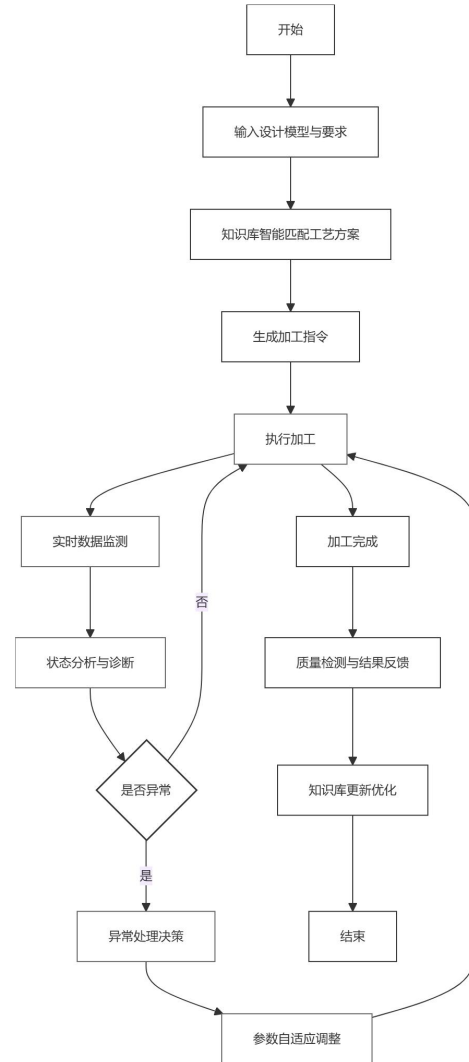 开始
输入设计模型与要求
知识库智能匹配工艺方案
生成加工指令
执行加工
实时数据监测
加工完成
否
状态分析与诊断
质量检测与结果反馈
是否异常
知识库更新优化
是
异常处理决策
结束
参数自适应调整